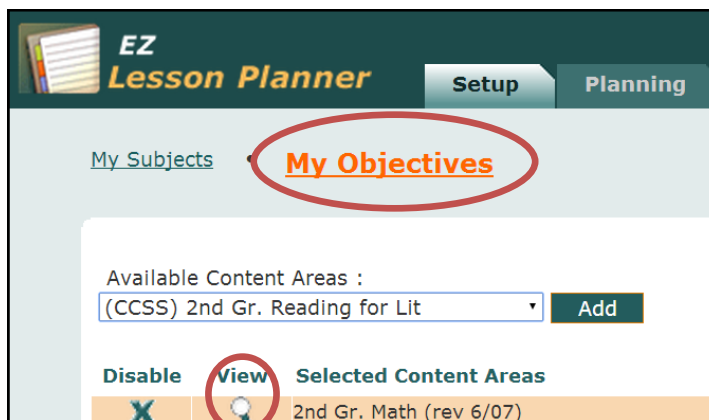 EZ
Lesson Planner
Setup Planning
My Subjects • My Objectives
Available Content Areas :
(CCSS) 2nd Gr. Reading for Lit Add
Disable View Selected Content Areas
2nd Gr. Math (rev 6/07)